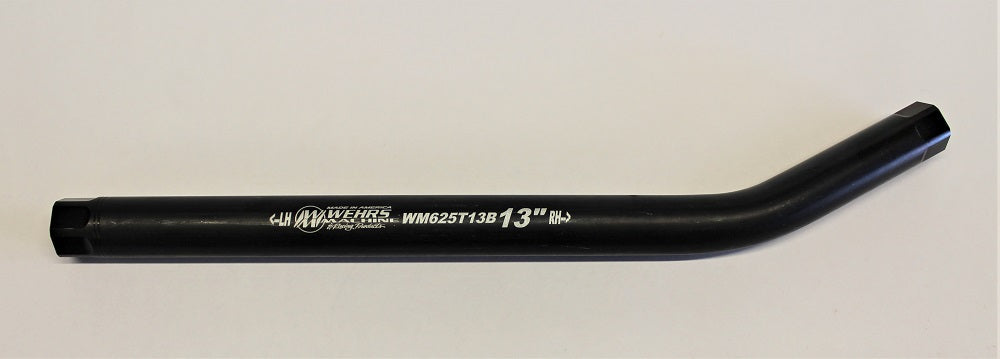 <-LH
MADE IN AMERICA
WEHRS
MACHINE
& Racing Products
WM625T13B 13" RH->